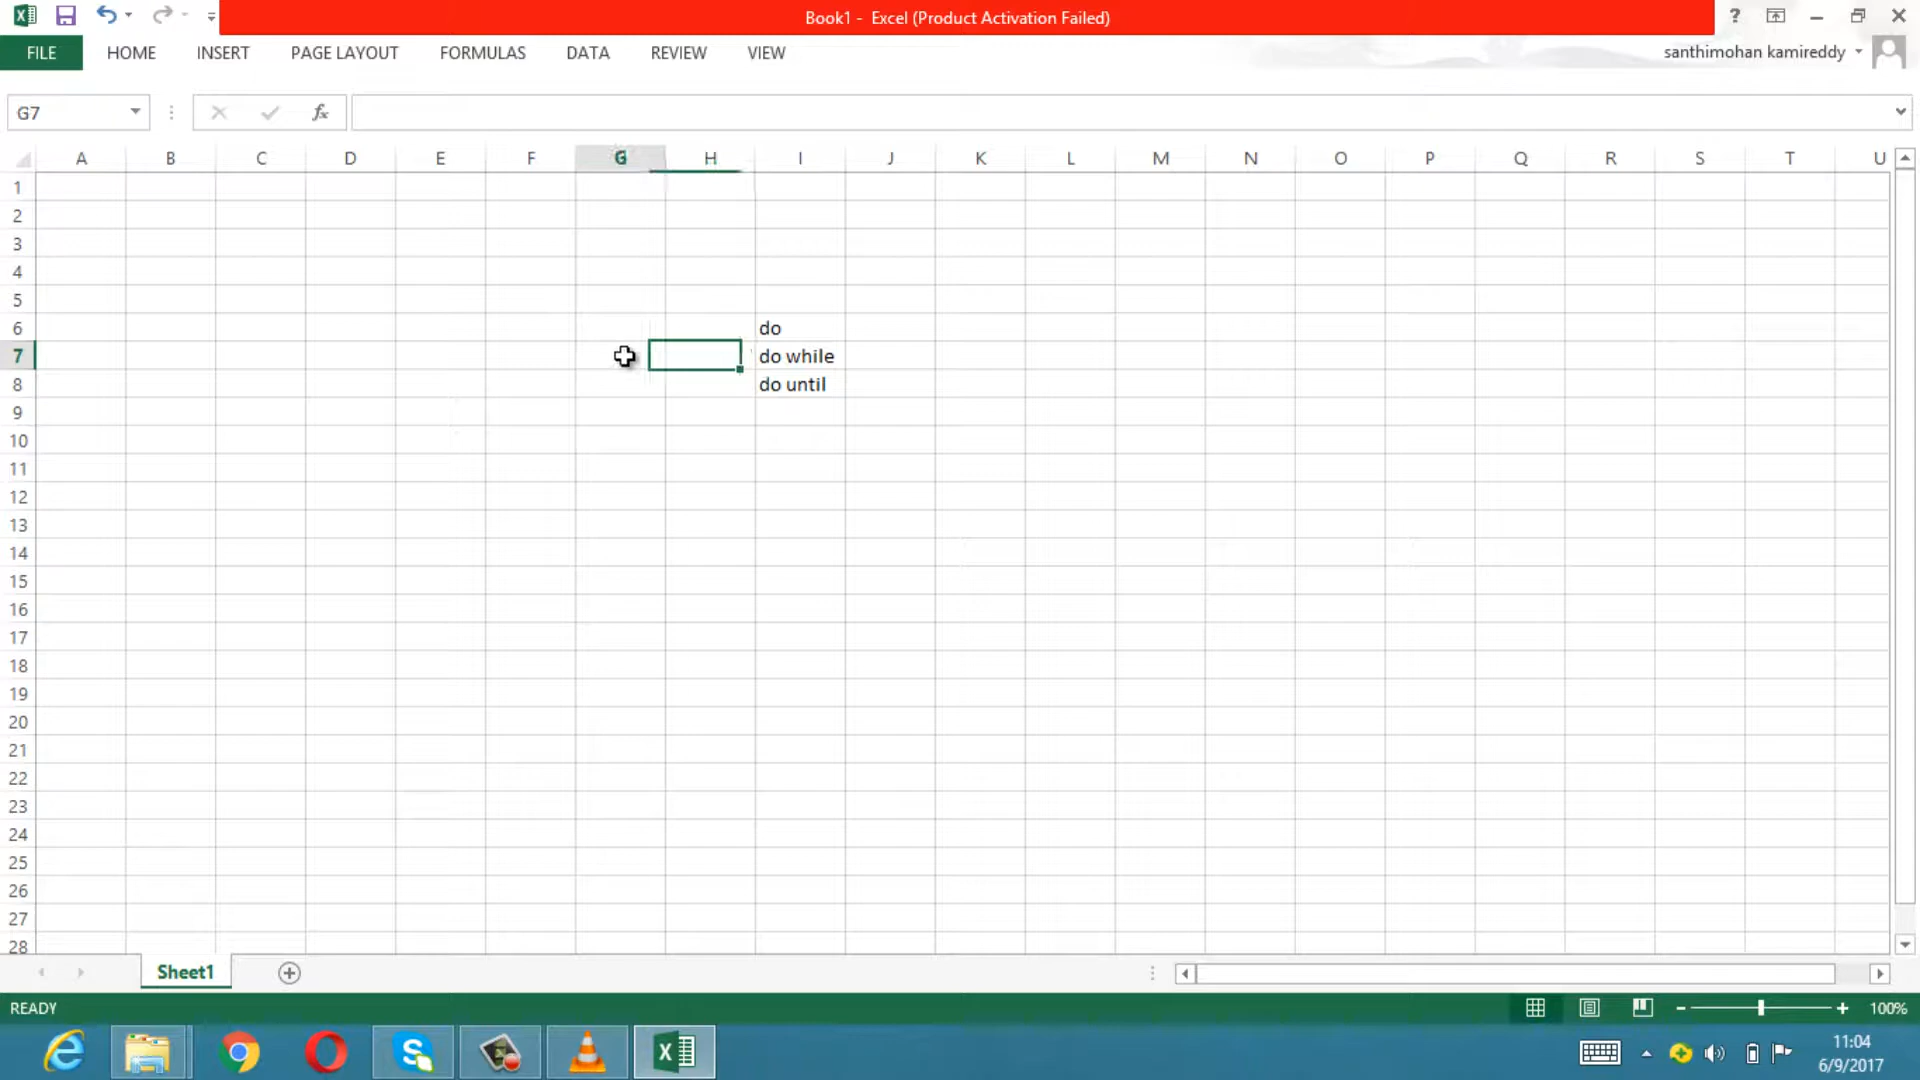 Book1 - Excel (Product Activation Failed)
?
FILE HOME INSERT PAGE LAYOUT FORMULAS DATA REVIEW VIEW
santhimohan kamireddy
G7
fx
A B C D E F G H I J K L M N O P Q R S T U
1
2
3
4
5
6 do
7 do while
8 do until
9
10
11
12
13
14
15
16
17
18
19
20
21
22
23
24
25
26
27
28
Sheet1
READY
100%
11:04
6/9/2017